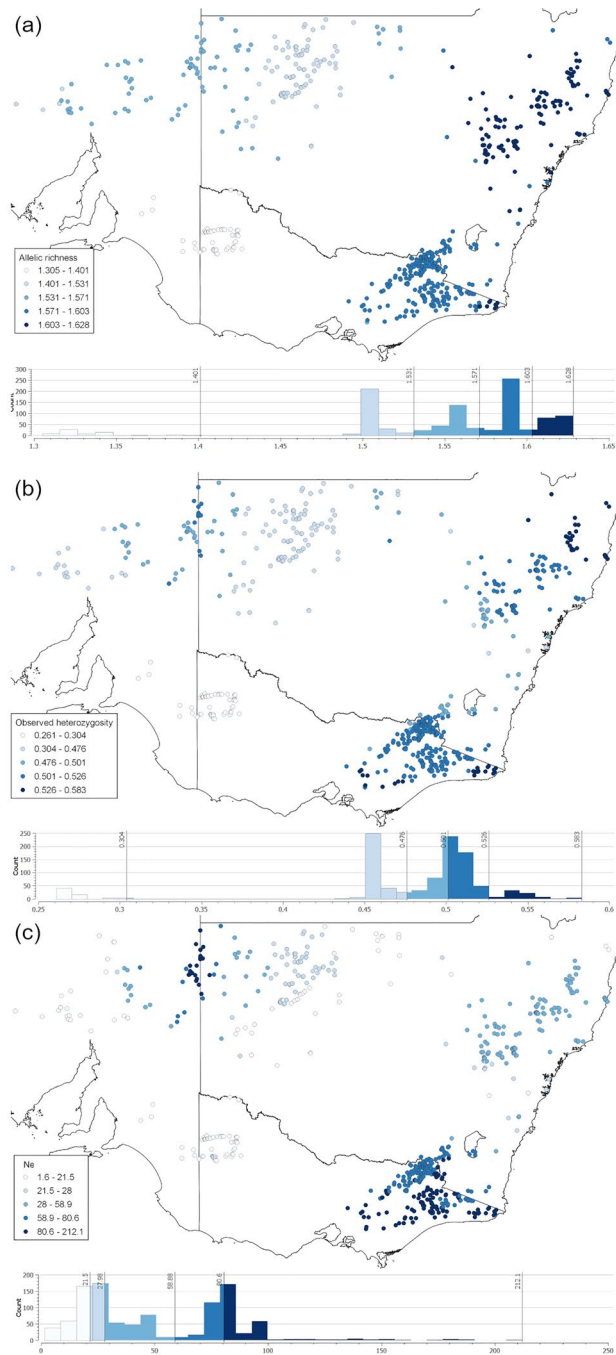 (a)
Allelic richness
1.305 - 1.401
1.401 - 1.531
1.531 - 1.571
1.571 - 1.603
1.603 - 1.628
300
250
200
150
100
50
0
Count
1.401
1.531
1.571
1.603
1.628
1.3 1.35 1.4 1.45 1.5 1.55 1.6 1.65
(b)
Observed heterozygosity
0.261 - 0.304
0.304 - 0.476
0.476 - 0.501
0.501 - 0.526
0.526 - 0.583
200
150
100
50
0
Count
0.304
0.476
0.501
0.526
0.583
0.25 0.3 0.35 0.4 0.45 0.5 0.55 0.6
(c)
Ne
1.6 - 21.5
21.5 - 28
28 - 58.9
58.9 - 80.6
80.6 - 212.1
200
150
100
50
0
Count
21.5
27.98
58.88
80.6
212.1
0 50 100 150 200 250